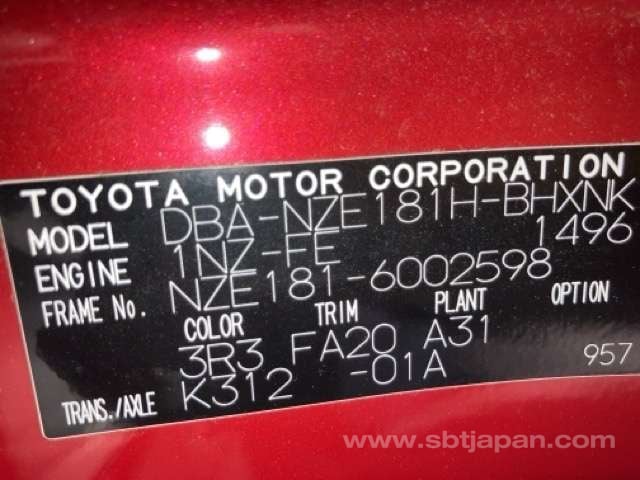 TOYOTA MOTOR CORPORATION
MODEL DBA-NZE181H-BHXNK
ENGINE 1NZ-FE 1496
FRAME No. NZE181-6002598
COLOR TRIM PLANT OPTION
3R3 FA20 A31
TRANS./AXLE K312 -01A 957
www.sbtjapan.com